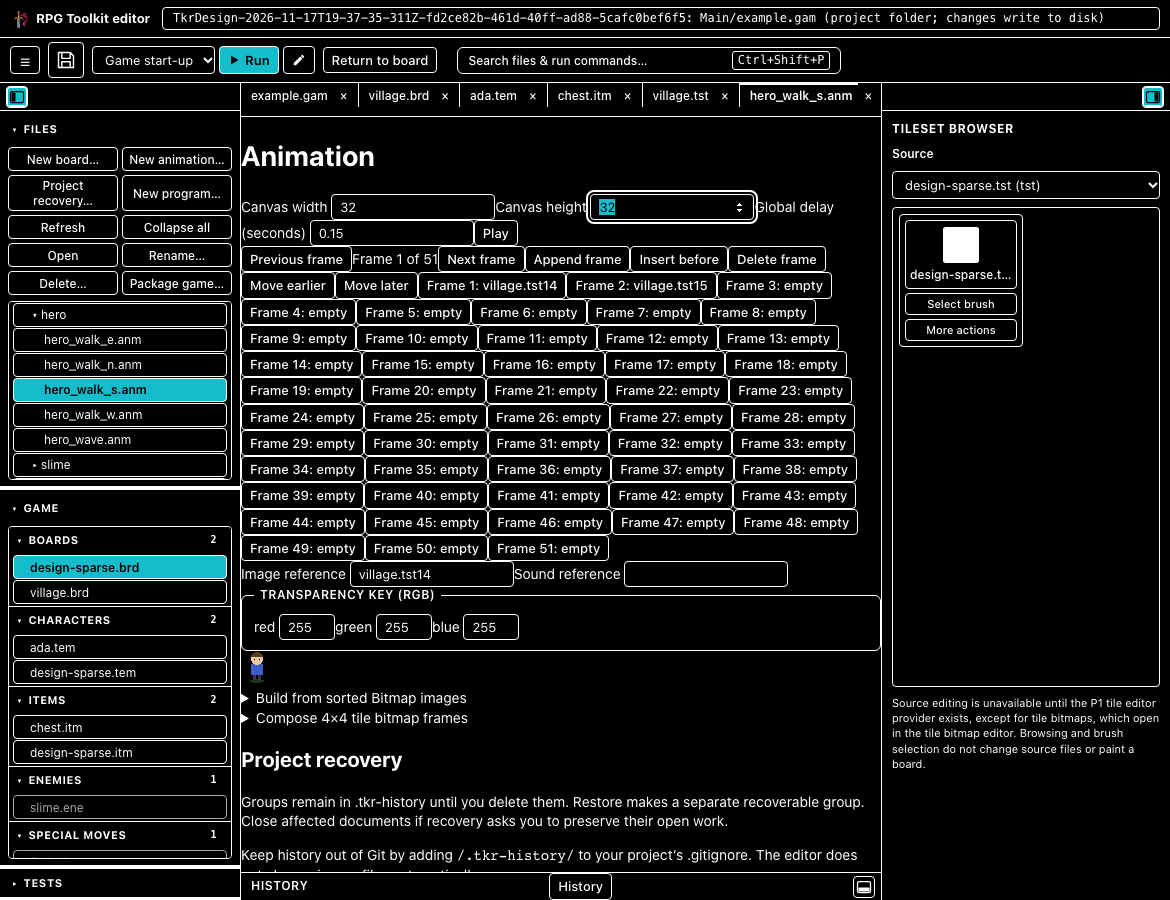 RPG Toolkit editor
TkrDesign-2026-11-17T19-37-35-311Z-fd2ce82b-461d-40ff-ad88-5cafc0bef6f5: Main/example.gam (project folder; changes write to disk)
Game start-up
Run
Return to board
Search files & run commands...
Ctrl+Shift+P
example.gam ×
village.brd ×
ada.tem ×
chest.itm ×
village.tst ×
hero_walk_s.anm ×
FILES
New board...
New animation...
Project recovery...
New program...
Refresh
Collapse all
Open
Rename...
Delete...
Package game...
hero
hero_walk_e.anm
hero_walk_n.anm
hero_walk_s.anm
hero_walk_w.anm
hero_wave.anm
slime
GAME
BOARDS 2
design-sparse.brd
village.brd
CHARACTERS 2
ada.tem
design-sparse.tem
ITEMS 2
chest.itm
design-sparse.itm
ENEMIES 1
slime.ene
SPECIAL MOVES 1
TESTS
Animation
Canvas width 32 Canvas height 32 Global delay
(seconds) 0.15 Play
Previous frame Frame 1 of 51 Next frame Append frame Insert before Delete frame
Move earlier Move later Frame 1: village.tst14 Frame 2: village.tst15 Frame 3: empty
Frame 4: empty Frame 5: empty Frame 6: empty Frame 7: empty Frame 8: empty
Frame 9: empty Frame 10: empty Frame 11: empty Frame 12: empty Frame 13: empty
Frame 14: empty Frame 15: empty Frame 16: empty Frame 17: empty Frame 18: empty
Frame 19: empty Frame 20: empty Frame 21: empty Frame 22: empty Frame 23: empty
Frame 24: empty Frame 25: empty Frame 26: empty Frame 27: empty Frame 28: empty
Frame 29: empty Frame 30: empty Frame 31: empty Frame 32: empty Frame 33: empty
Frame 34: empty Frame 35: empty Frame 36: empty Frame 37: empty Frame 38: empty
Frame 39: empty Frame 40: empty Frame 41: empty Frame 42: empty Frame 43: empty
Frame 44: empty Frame 45: empty Frame 46: empty Frame 47: empty Frame 48: empty
Frame 49: empty Frame 50: empty Frame 51: empty
Image reference village.tst14 Sound reference
TRANSPARENCY KEY (RGB)
red 255 green 255 blue 255
Build from sorted Bitmap images
Compose 4×4 tile bitmap frames
Project recovery
Groups remain in .tkr-history until you delete them. Restore makes a separate recoverable group.
Close affected documents if recovery asks you to preserve their open work.
Keep history out of Git by adding /.tkr-history/ to your project's .gitignore. The editor does
HISTORY
History
TILESET BROWSER
Source
design-sparse.tst (tst)
design-sparse.t...
Select brush
More actions
Source editing is unavailable until the P1 tile editor
provider exists, except for tile bitmaps, which open
in the tile bitmap editor. Browsing and brush
selection do not change source files or paint a
board.